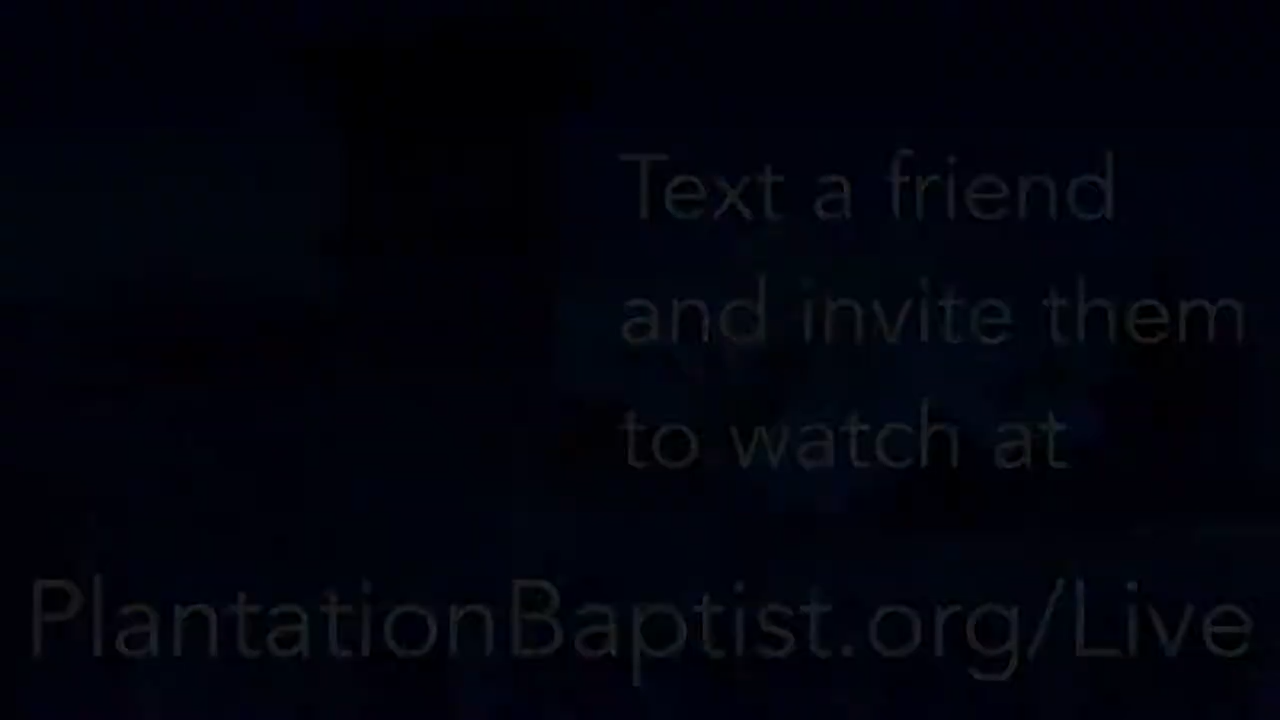 Text a friend
and invite them
to watch at
PlantationBaptist.org/Live